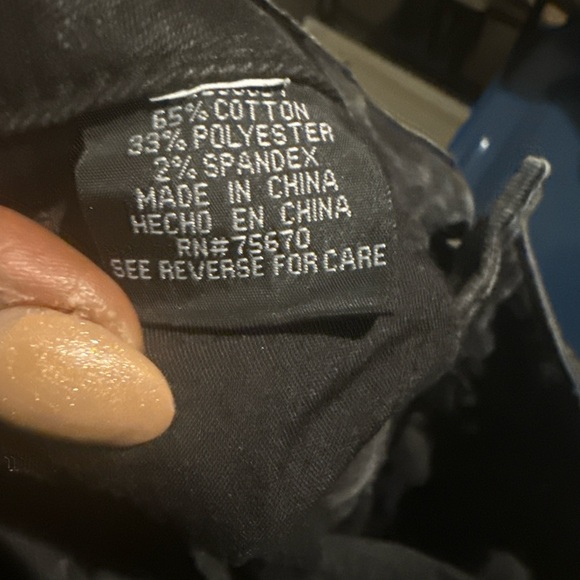 65% COTTON
33% POLYESTER
2% SPANDEX
MADE IN CHINA
HECHO EN CHINA
RN#75670
SEE REVERSE FOR CARE